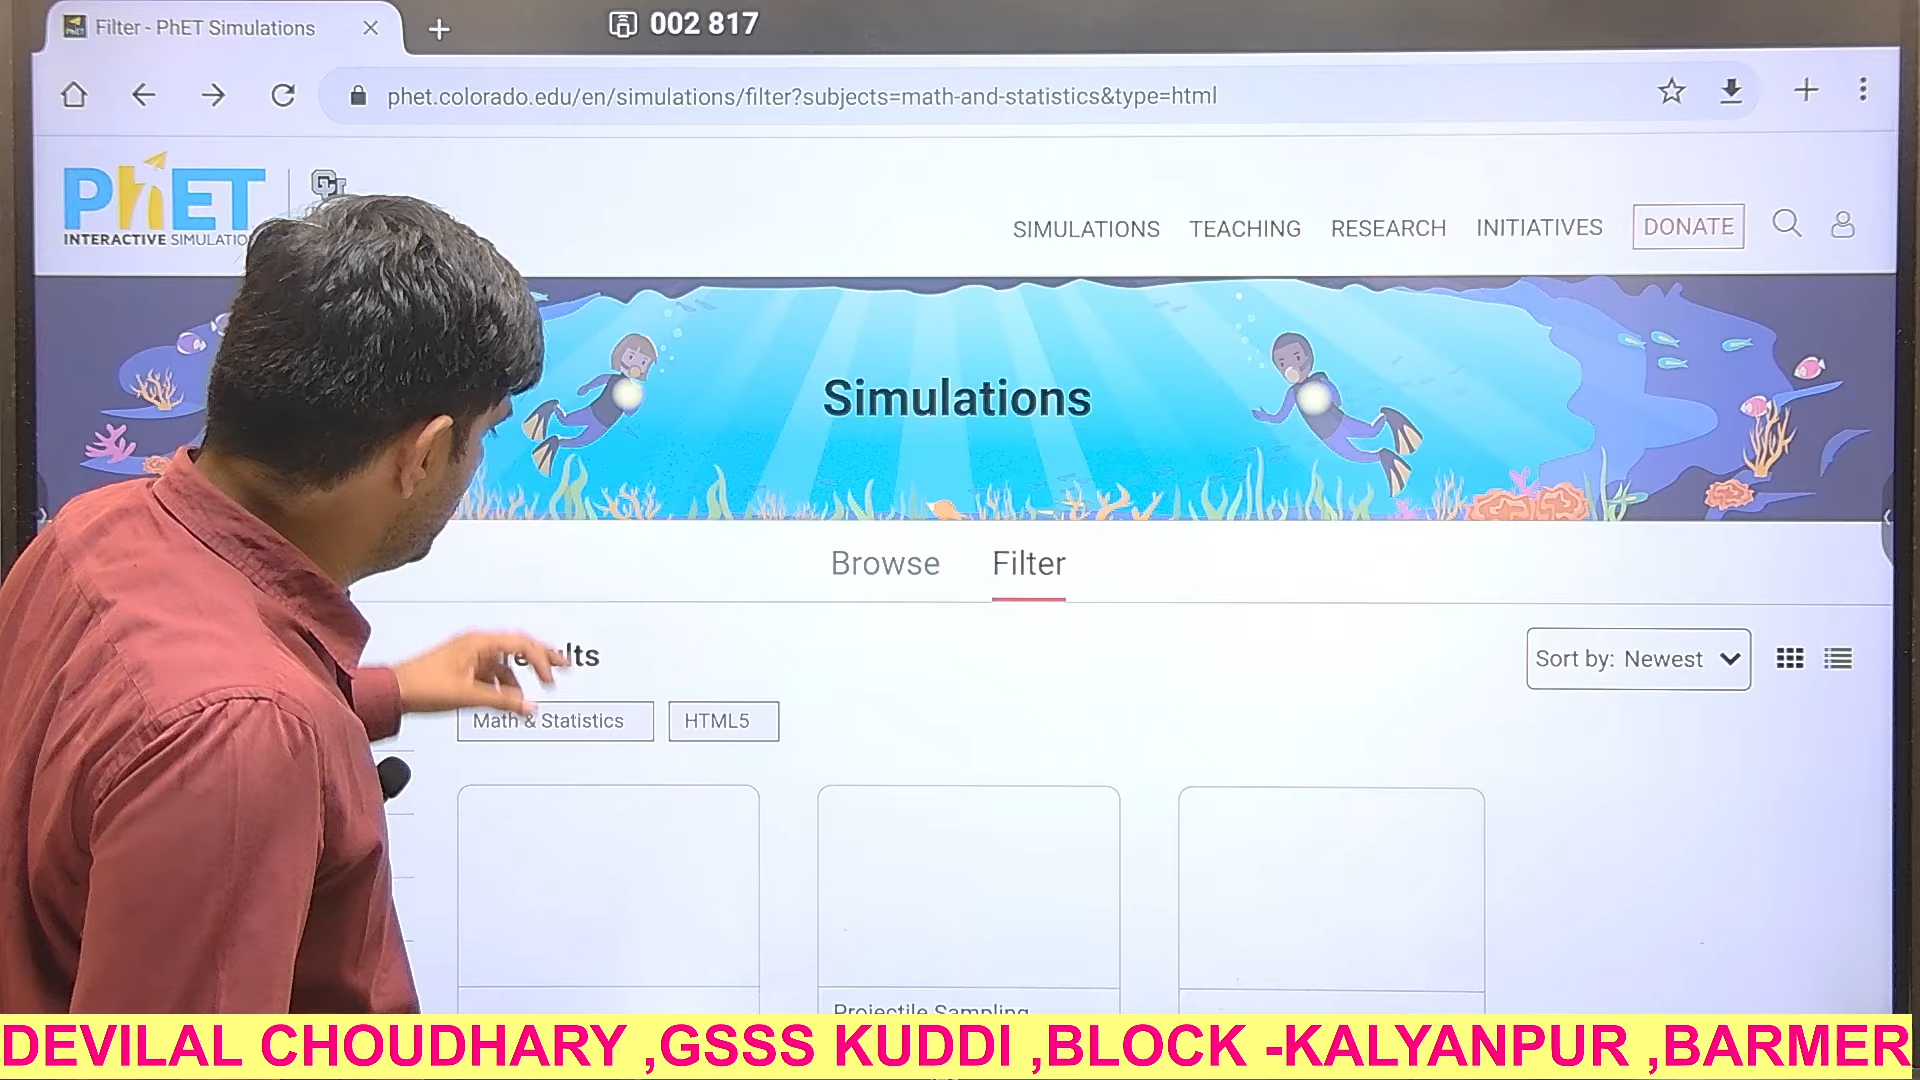 Filter - PhET Simulations
002 817
phet.colorado.edu/en/simulations/filter?subjects=math-and-statistics&type=html
PhET
INTERACTIVE SIMULATIO
SIMULATIONS TEACHING RESEARCH INITIATIVES DONATE
Simulations
Browse Filter
Sort by: Newest
Math & Statistics HTML5
Projectile Sampling
DEVILAL CHOUDHARY ,GSSS KUDDI ,BLOCK -KALYANPUR ,BARMER